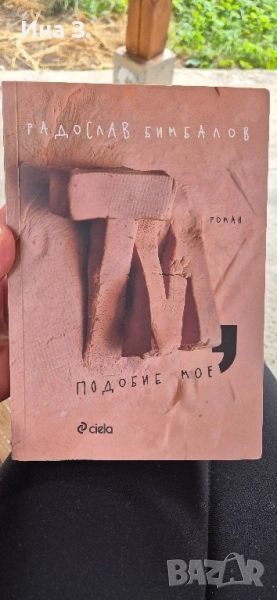 Ина З.
РАДОСЛАВ БИМБАЛОВ
РОМАН
ТИ,
ПОДОБИЕ МОЕ
ciela
BAZAR